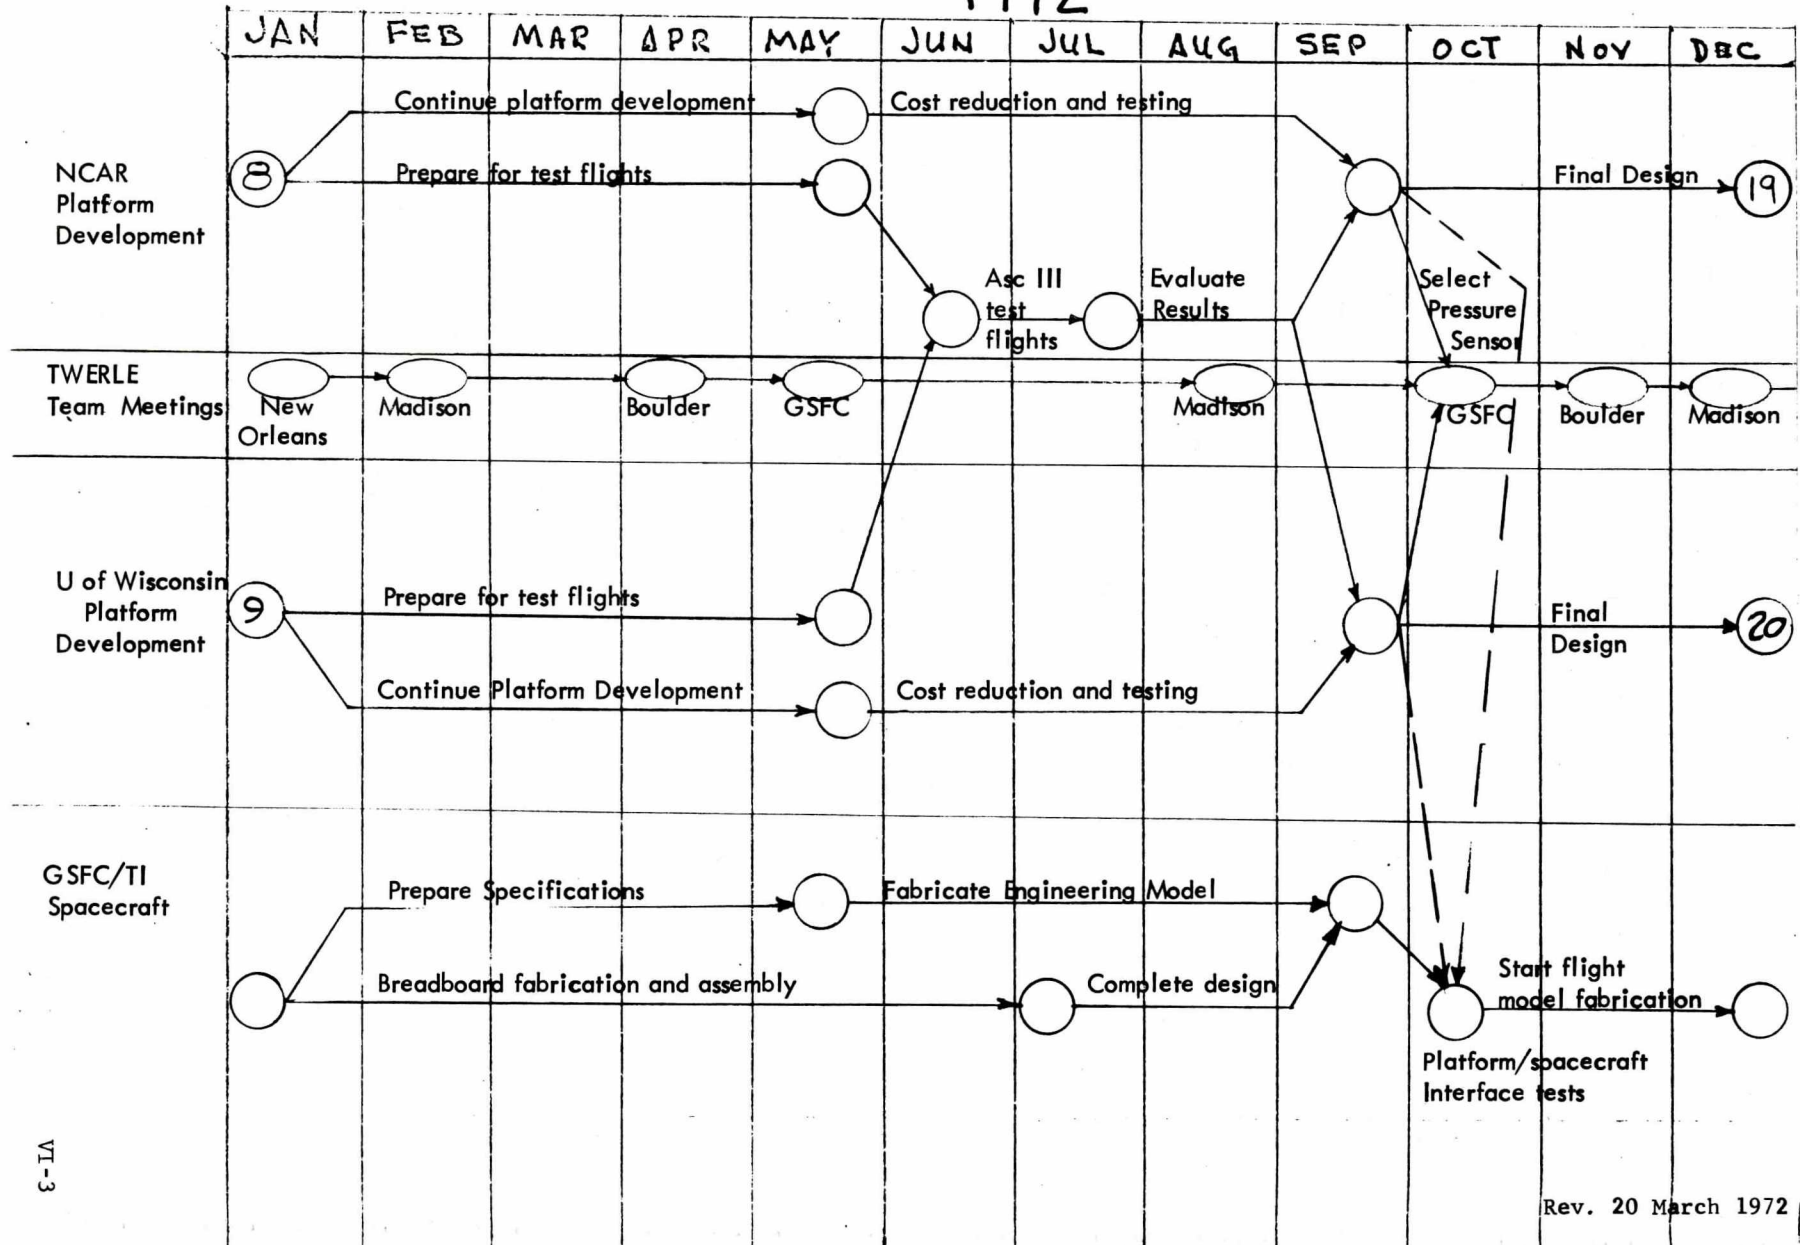 1972
JAN FEB MAR APR MAY JUN JUL AUG SEP OCT NOV DEC
Continue platform development
Cost reduction and testing
NCAR
Platform
Development
8
Prepare for test flights
Final Design
19
Asc III
test
flights
Evaluate
Results
Select
Pressure
Sensor
TWERLE
Team Meetings
New
Orleans
Madison
Boulder
GSFC
Madison
GSFC
Boulder
Madison
U of Wisconsin
Platform
Development
9
Prepare for test flights
Final
Design
20
Continue Platform Development
Cost reduction and testing
GSFC/TI
Spacecraft
Prepare Specifications
Fabricate Engineering Model
Breadboard fabrication and assembly
Complete design
Start flight
model fabrication
Platform/spacecraft
Interface tests
VI-3
Rev. 20 March 1972